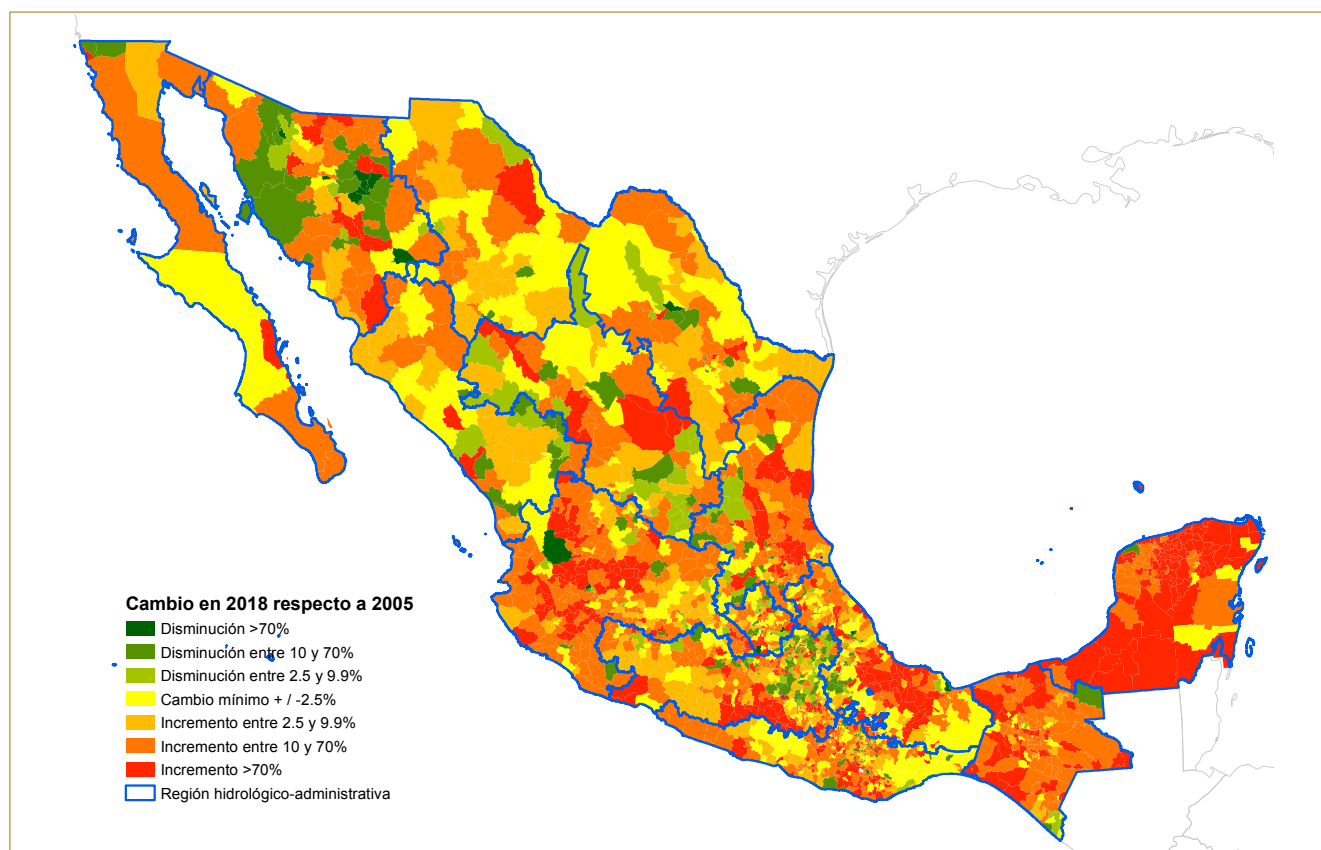 Cambio en 2018 respecto a 2005
Disminución >70%
Disminución entre 10 y 70%
Disminución entre 2.5 y 9.9%
Cambio mínimo + / -2.5%
Incremento entre 2.5 y 9.9%
Incremento entre 10 y 70%
Incremento >70%
Región hidrológico-administrativa